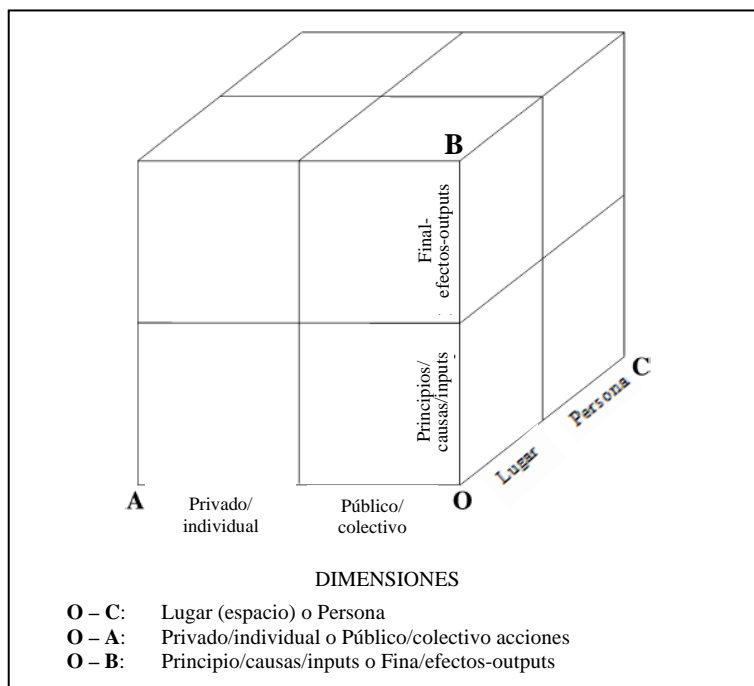 B
Final-
efectos-outputs
Principios/
causas/inputs
C
Persona
Lugar
A
Privado/
individual
Público/
colectivo
O
DIMENSIONES
O – C: Lugar (espacio) o Persona
O – A: Privado/individual o Público/colectivo acciones
O – B: Principio/causas/inputs o Fina/efectos-outputs